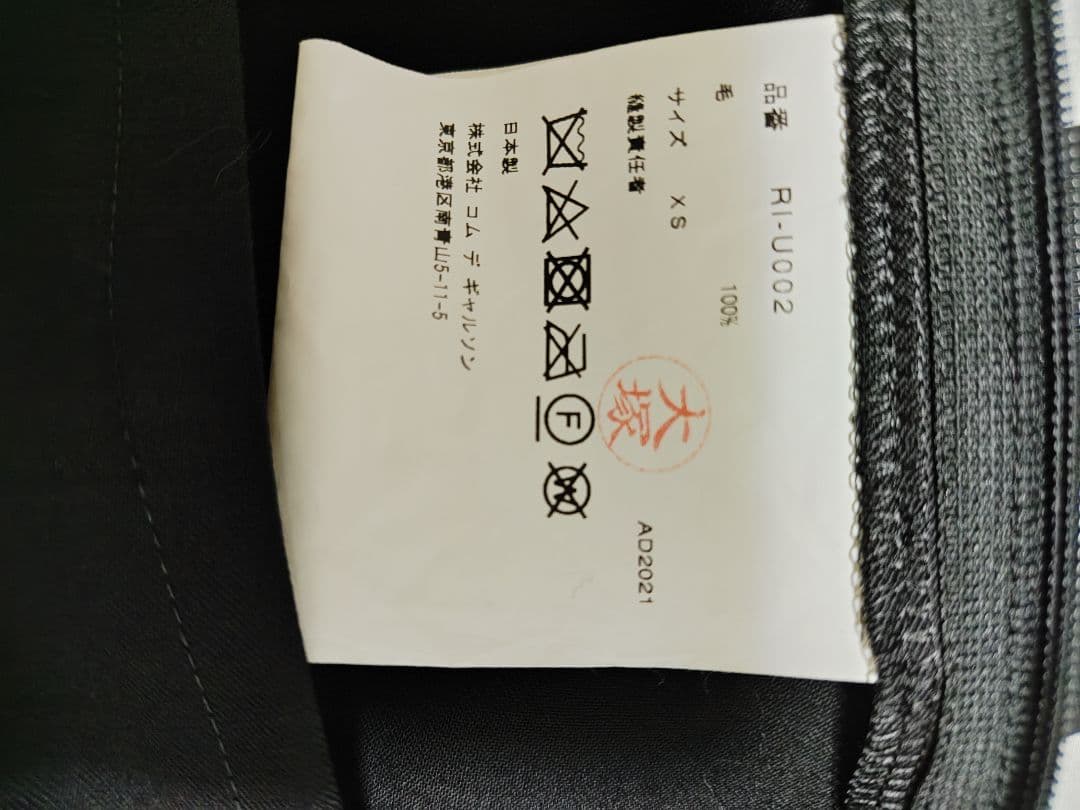 品番 RI-U002
毛 100%
サイズ XS
縫製責任者 大塚 AD2021
F W
日本製
株式会社 コム デ ギャルソン
東京都港区南青山5-11-5